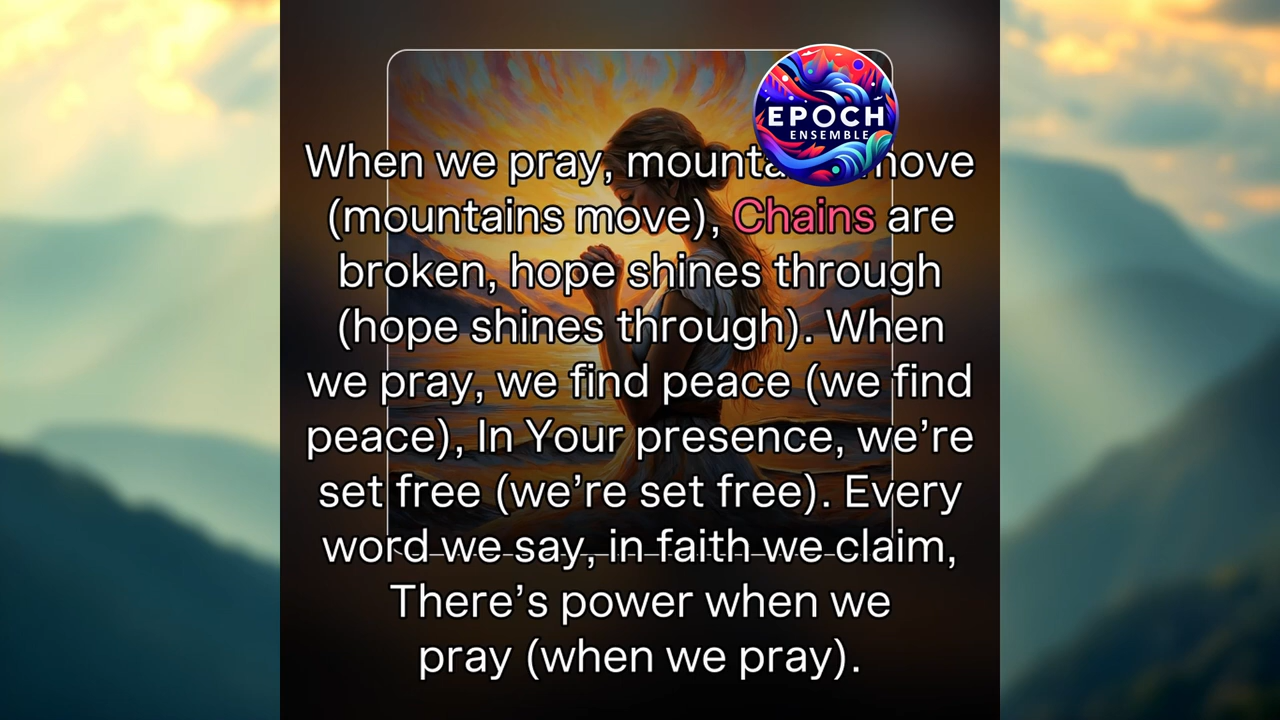 EPOCH
ENSEMBLE
When we pray, mounta move
(mountains move), Chains are
broken, hope shines through
(hope shines through). When
we pray, we find peace (we find
peace), In Your presence, we’re
set free (we’re set free). Every
word we say, in faith we claim,
There’s power when we
pray (when we pray).